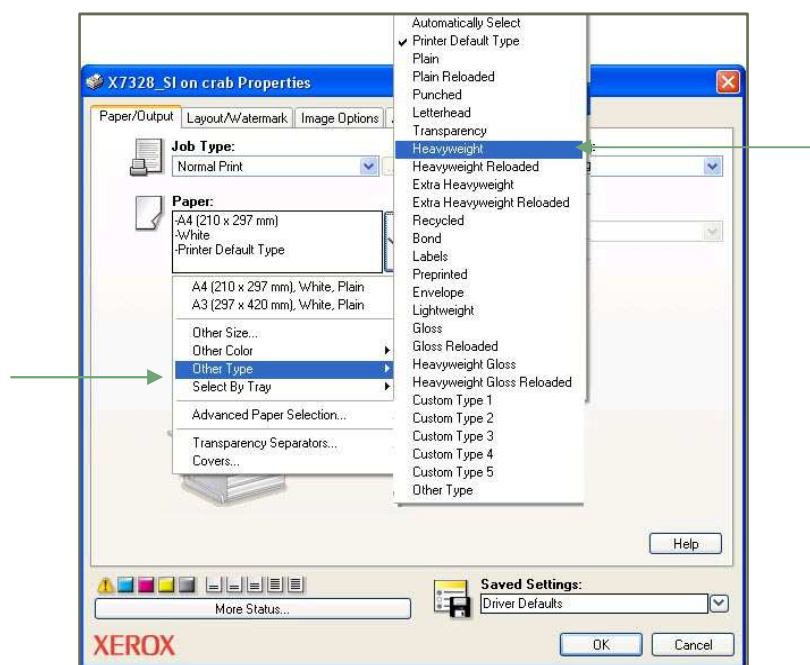 X7328_SI on crab Properties
Paper/Output
Layout/Watermark
Image Options
Job Type:
Normal Print
Paper:
-A4 (210 x 297 mm)
-White
-Printer Default Type
A4 (210 x 297 mm), White, Plain
A3 (297 x 420 mm), White, Plain
Other Size...
Other Color
Other Type
Select By Tray
Advanced Paper Selection...
Transparency Separators...
Covers...
Automatically Select
Printer Default Type
Plain
Plain Reloaded
Punched
Letterhead
Transparency
Heavyweight
Heavyweight Reloaded
Extra Heavyweight
Extra Heavyweight Reloaded
Recycled
Bond
Labels
Preprinted
Envelope
Lightweight
Gloss
Gloss Reloaded
Heavyweight Gloss
Heavyweight Gloss Reloaded
Custom Type 1
Custom Type 2
Custom Type 3
Custom Type 4
Custom Type 5
Other Type
Help
More Status...
Saved Settings:
Driver Defaults
XEROX
OK
Cancel